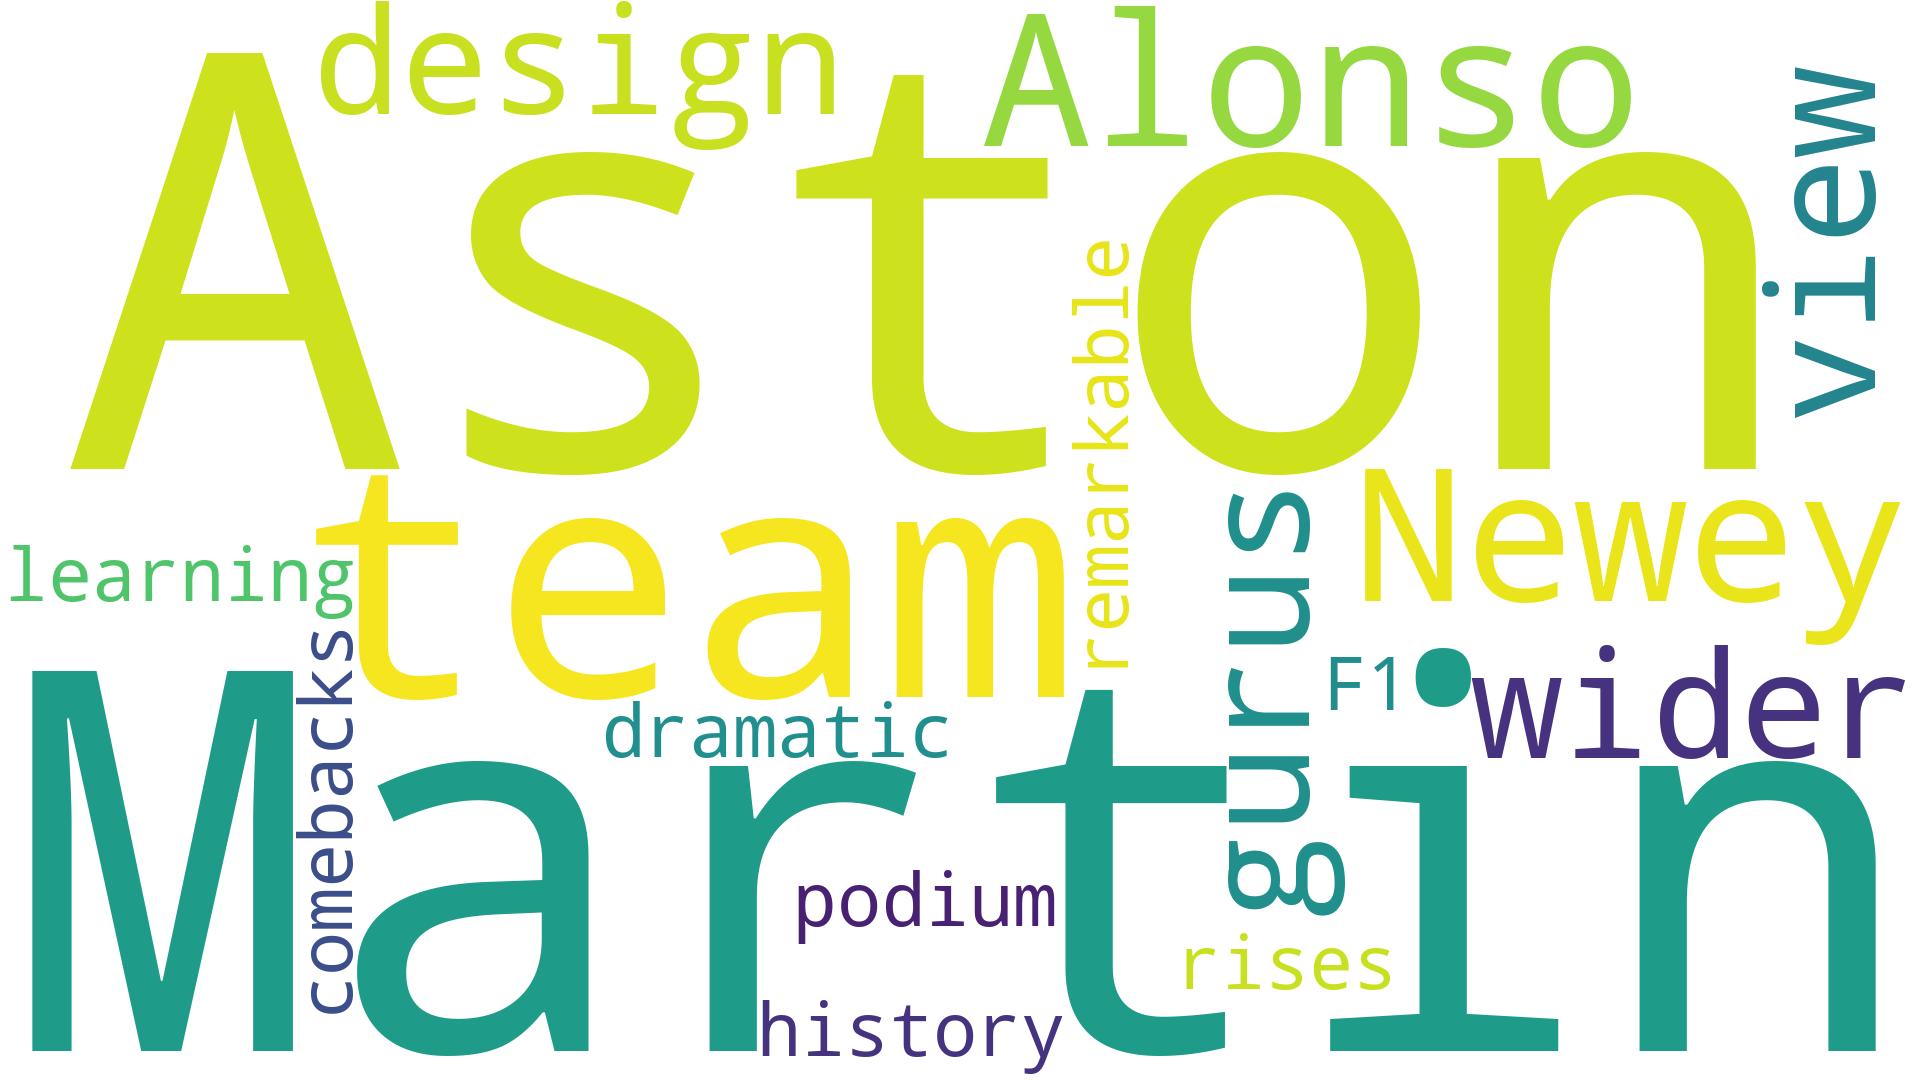 design
Alonso
view
Aston
remarkable
team
Newey
learning
gurus
comebacks
F1
wider
dramatic
Martin
podium
rises
history